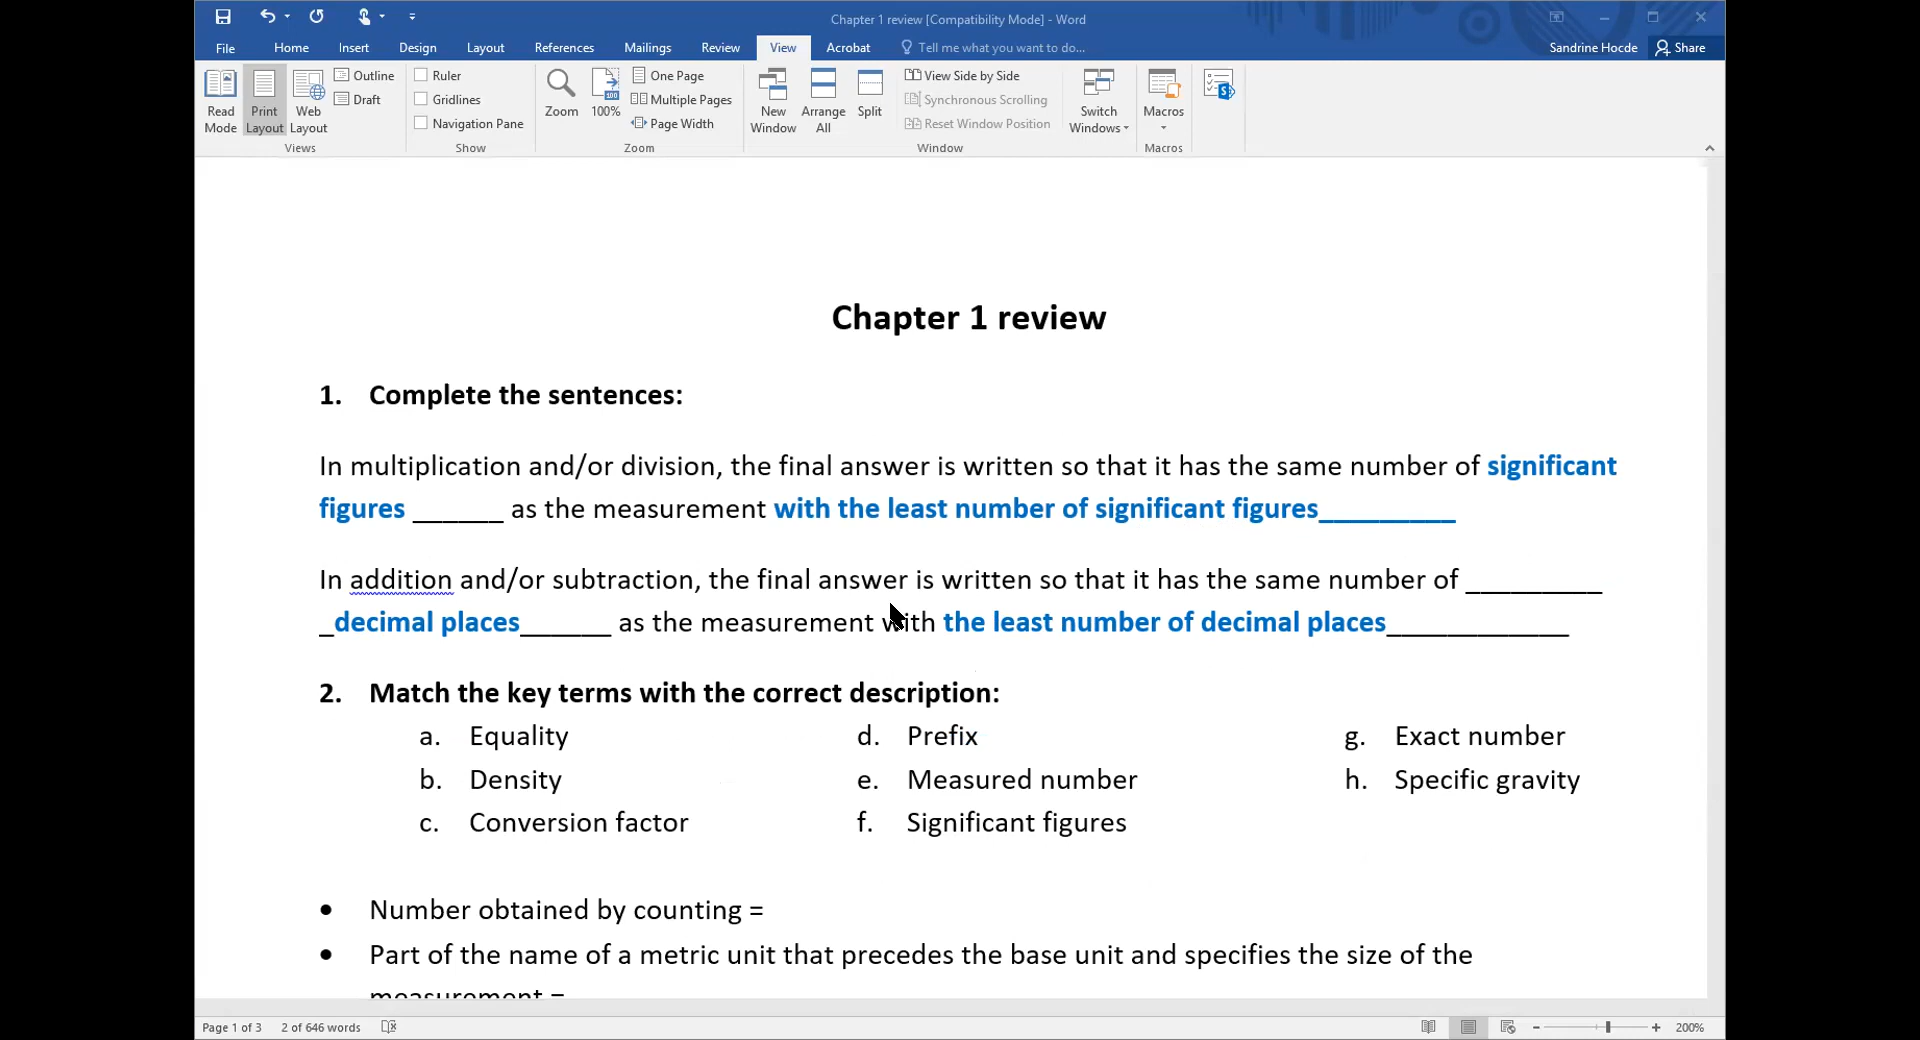 Chapter 1 review [Compatibility Mode] - Word
File Home Insert Design Layout References Mailings Review View Acrobat Tell me what you want to do... Sandrine Hocde Share
Read Mode
Print Layout
Web Layout
Outline
Draft
Views
Ruler
Gridlines
Navigation Pane
Show
Zoom
100
100%
One Page
Multiple Pages
Page Width
Zoom
New Window
Arrange All
Split
View Side by Side
Synchronous Scrolling
Reset Window Position
Window
Switch Windows
Macros
Macros
S
Chapter 1 review
1. Complete the sentences:
In multiplication and/or division, the final answer is written so that it has the same number of significant
figures ______ as the measurement with the least number of significant figures_________
In addition and/or subtraction, the final answer is written so that it has the same number of _________
_decimal places______ as the measurement with the least number of decimal places____________
2. Match the key terms with the correct description:
a. Equality d. Prefix g. Exact number
b. Density e. Measured number h. Specific gravity
c. Conversion factor f. Significant figures
• Number obtained by counting =
• Part of the name of a metric unit that precedes the base unit and specifies the size of the
measurement =
Page 1 of 3 2 of 646 words 200%